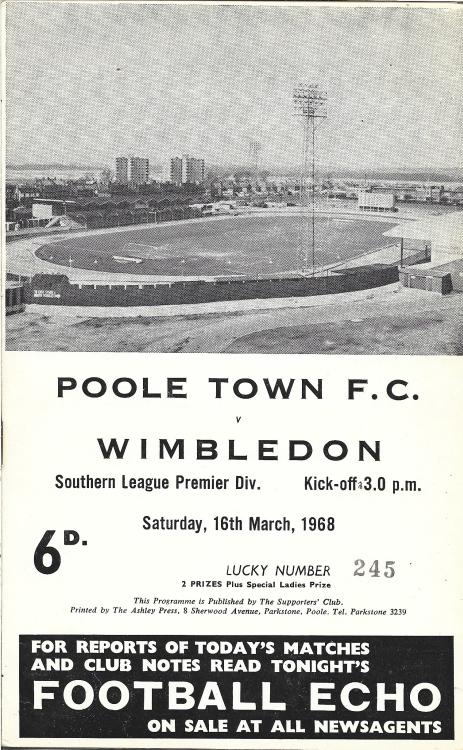 POOLE TOWN F.C.
v
WIMBLEDON
Southern League Premier Div. Kick-off 3.0 p.m.
Saturday, 16th March, 1968
6D.
LUCKY NUMBER 245
2 PRIZES Plus Special Ladies Prize
This Programme is Published by The Supporters' Club.
Printed by The Ashley Press, 8 Sherwood Avenue, Parkstone, Poole. Tel. Parkstone 3239
FOR REPORTS OF TODAY'S MATCHES
AND CLUB NOTES READ TONIGHT'S
FOOTBALL ECHO
ON SALE AT ALL NEWSAGENTS